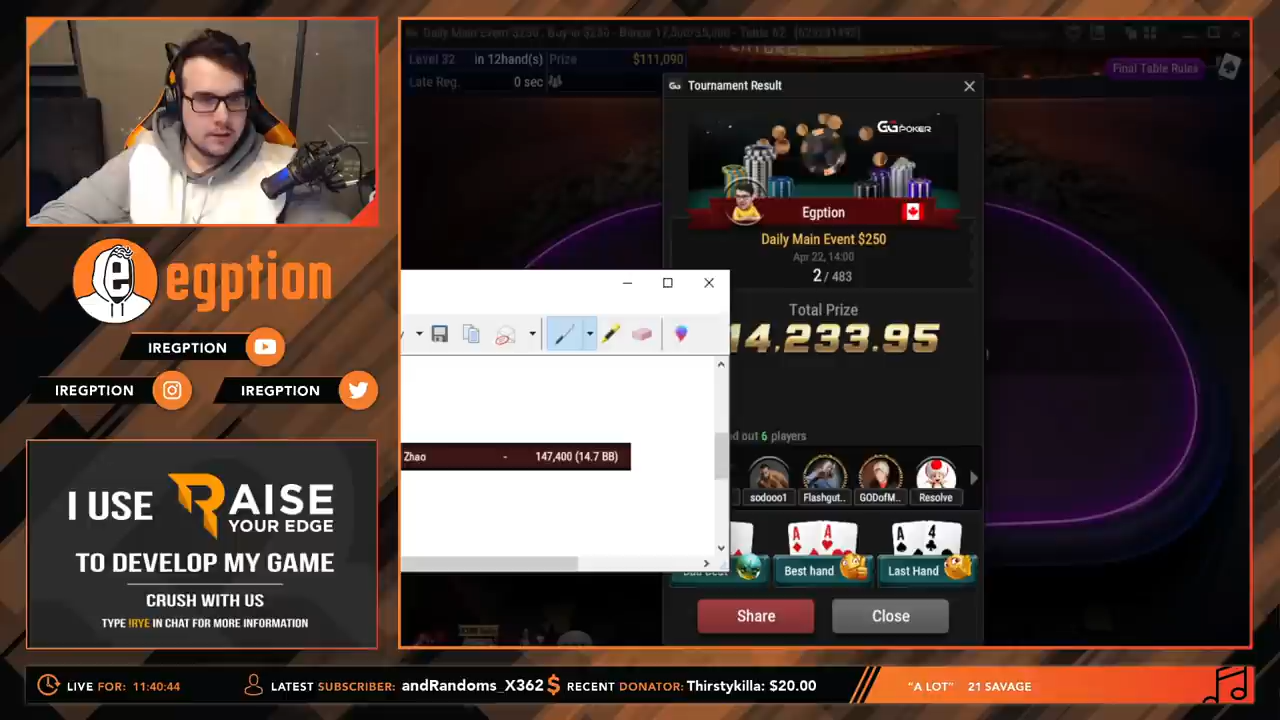 egption
IREGPTION
IREGPTION
IREGPTION
I USE RAISE YOUR EDGE
TO DEVELOP MY GAME
CRUSH WITH US
TYPE !RYE IN CHAT FOR MORE INFORMATION
Level 32 in 12hand(s) Prize $111,090
Late Reg. 0 sec
Final Table Rules
Tournament Result
GGPOKER
Egption
Daily Main Event $250
Apr 22, 14:00
2 / 483
Total Prize
14,233.95
out 6 players
Zhao - 147,400 (14.7 BB)
sodooo1 Flashgut.. GODofM.. Resolve
A A A 4
Best hand Last Hand
Share Close
LIVE FOR: 11:40:44 LATEST SUBSCRIBER: andRandoms_X362 $ RECENT DONATOR: Thirstykilla: $20.00 "A LOT" 21 SAVAGE